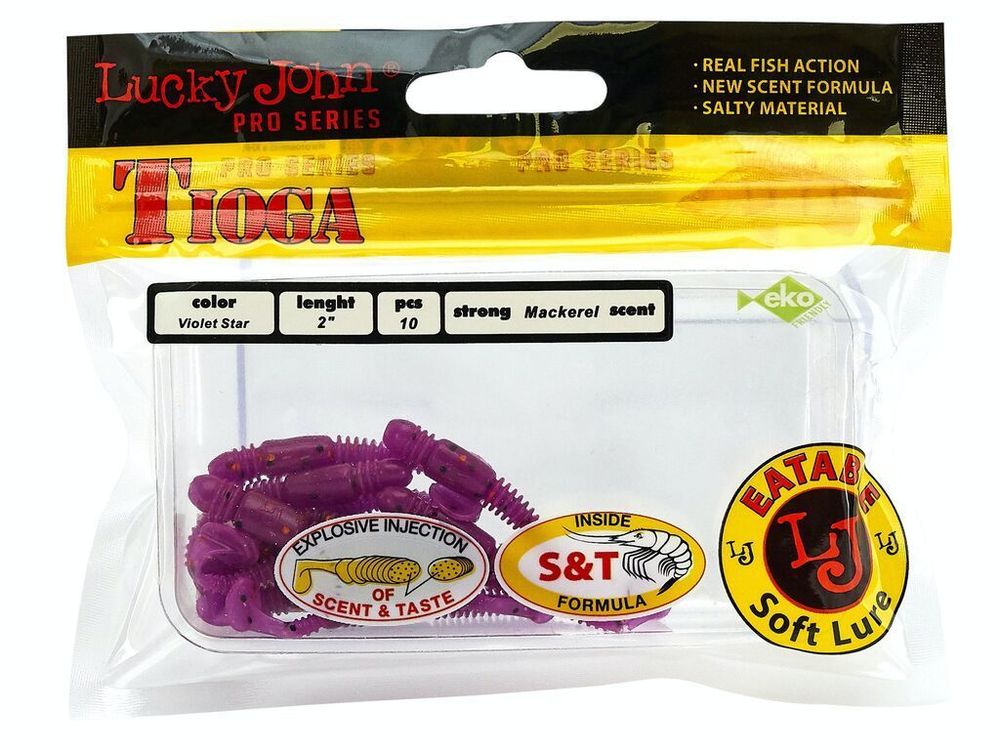 Lucky John®
PRO SERIES
· REAL FISH ACTION
· NEW SCENT FORMULA
· SALTY MATERIAL
PRO SERIES PRO SERIES
TIOGA
color
Violet Star
lenght
2"
pcs
10
strong Mackerel scent
eko
FRIENDLY
EXPLOSIVE INJECTION
OF
SCENT & TASTE
INSIDE
S&T
FORMULA
EATABLE
LJ
LJ
LJ
Soft Lure